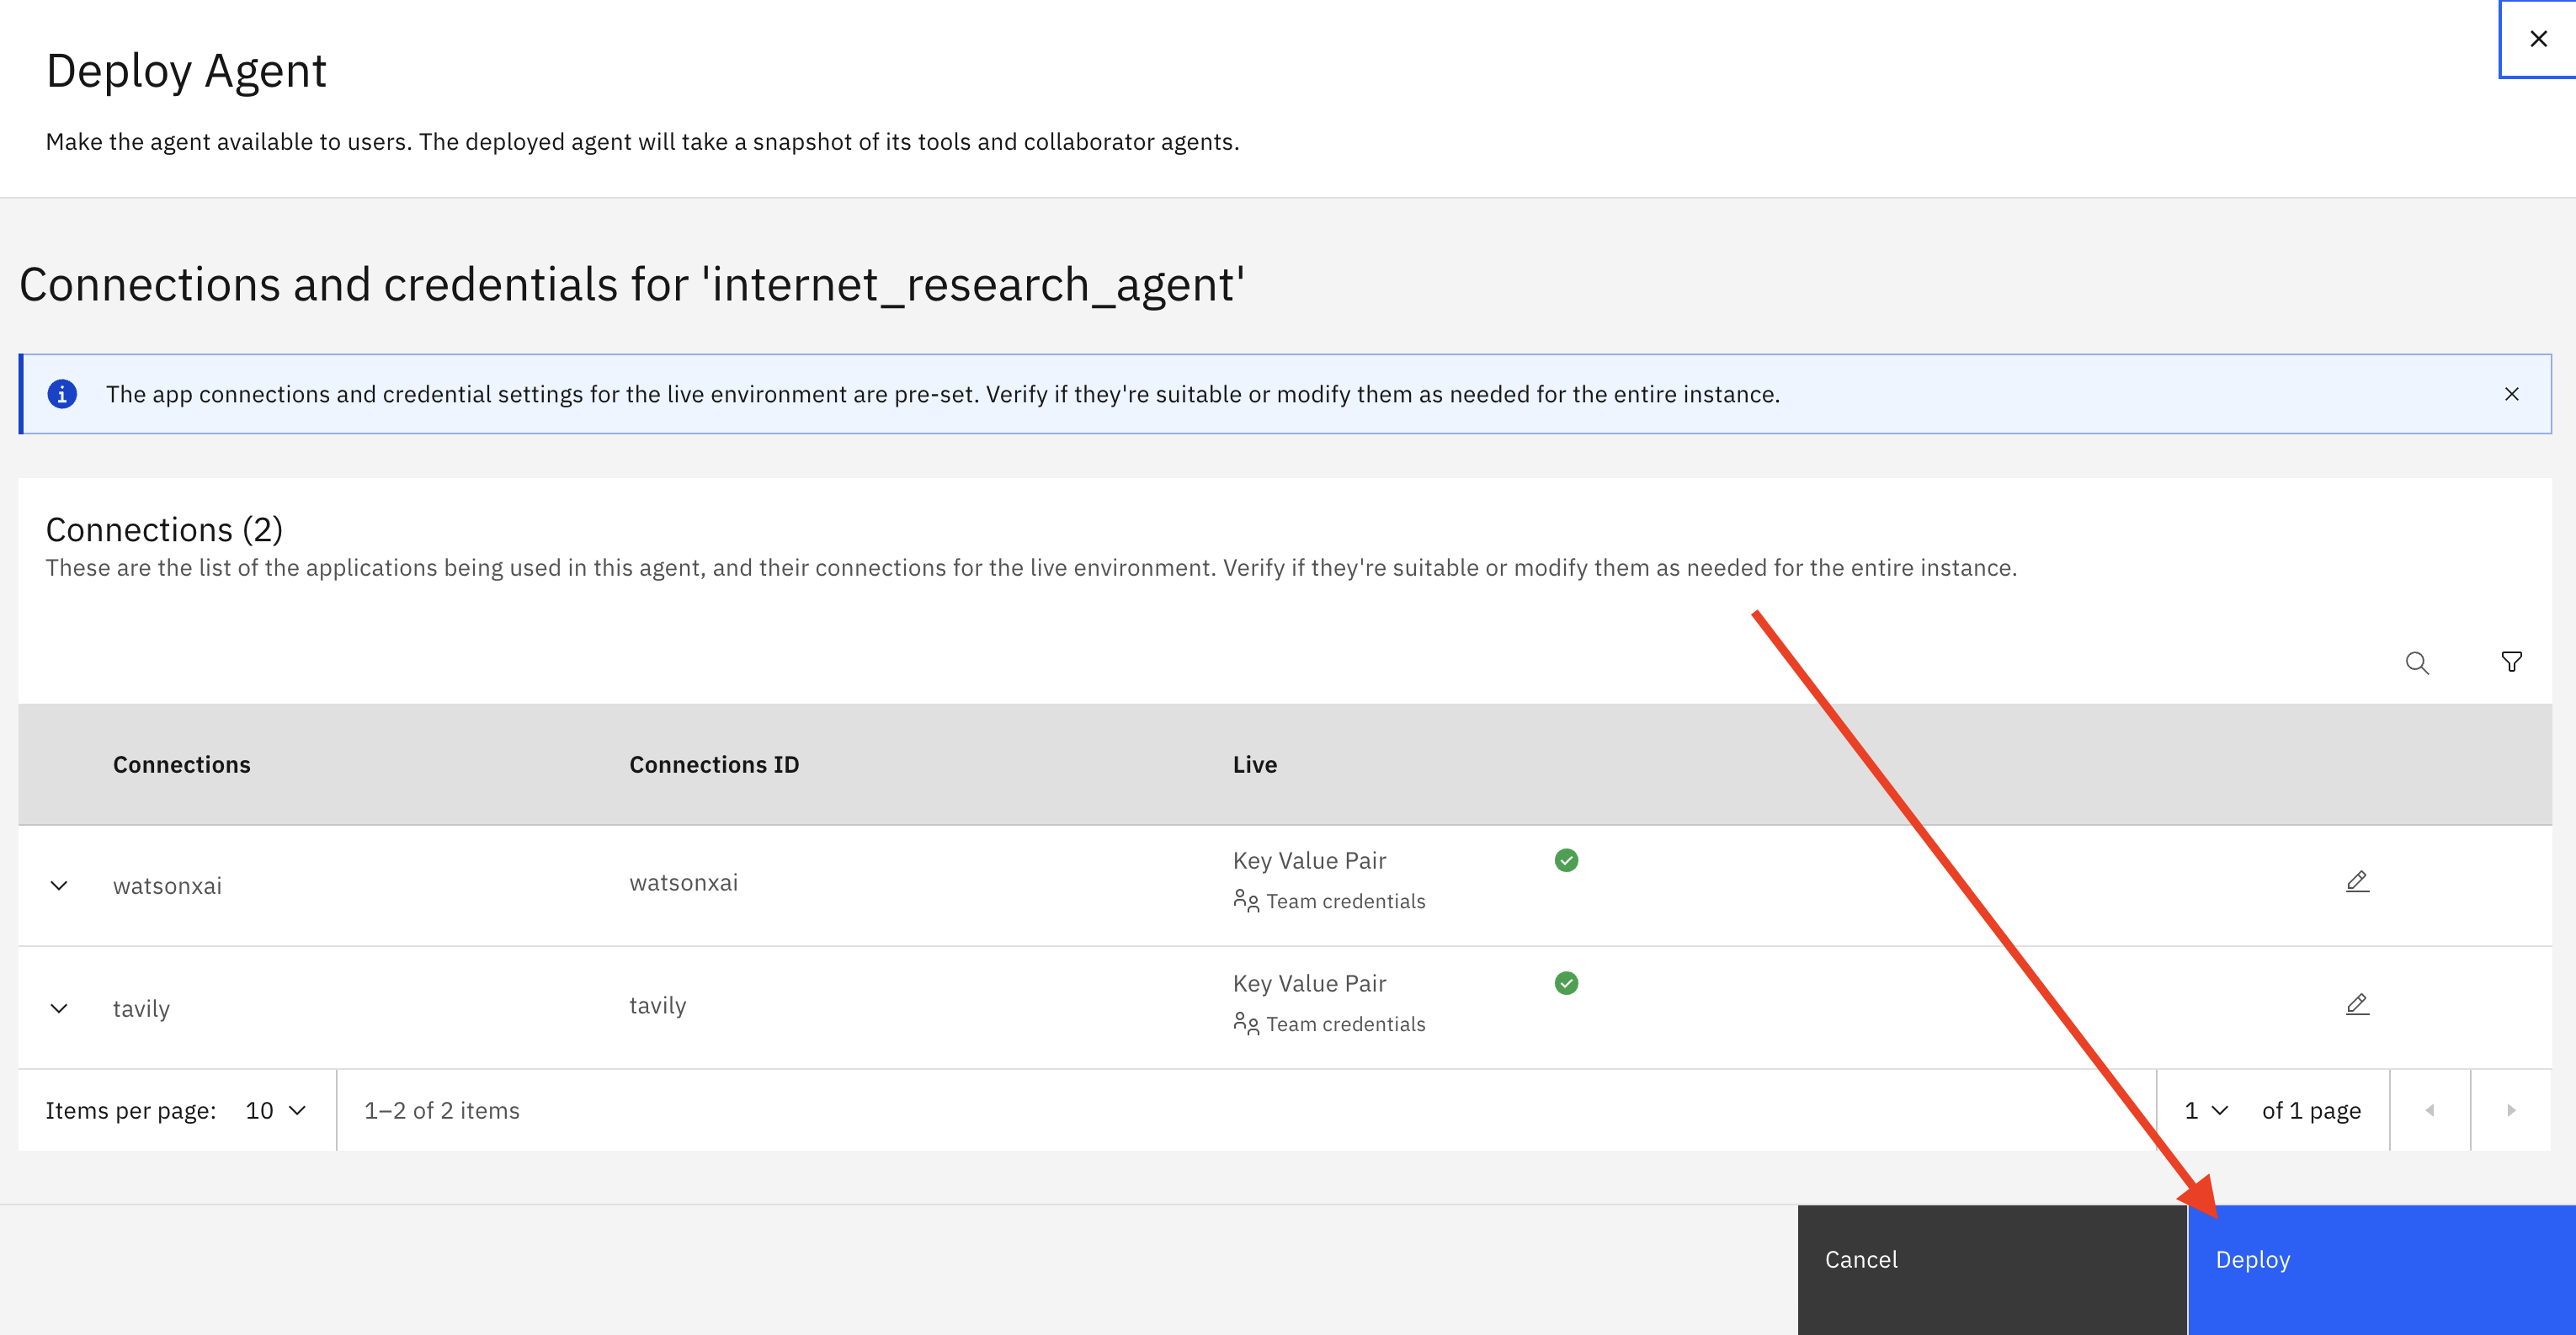 Deploy Agent
Make the agent available to users. The deployed agent will take a snapshot of its tools and collaborator agents.
Connections and credentials for 'internet_research_agent'
The app connections and credential settings for the live environment are pre-set. Verify if they're suitable or modify them as needed for the entire instance.
Connections (2)
These are the list of the applications being used in this agent, and their connections for the live environment. Verify if they're suitable or modify them as needed for the entire instance.
Connections Connections ID Live
watsonxai watsonxai Key Value Pair
Team credentials
tavily tavily Key Value Pair
Team credentials
Items per page: 10 1–2 of 2 items 1 of 1 page
Cancel Deploy